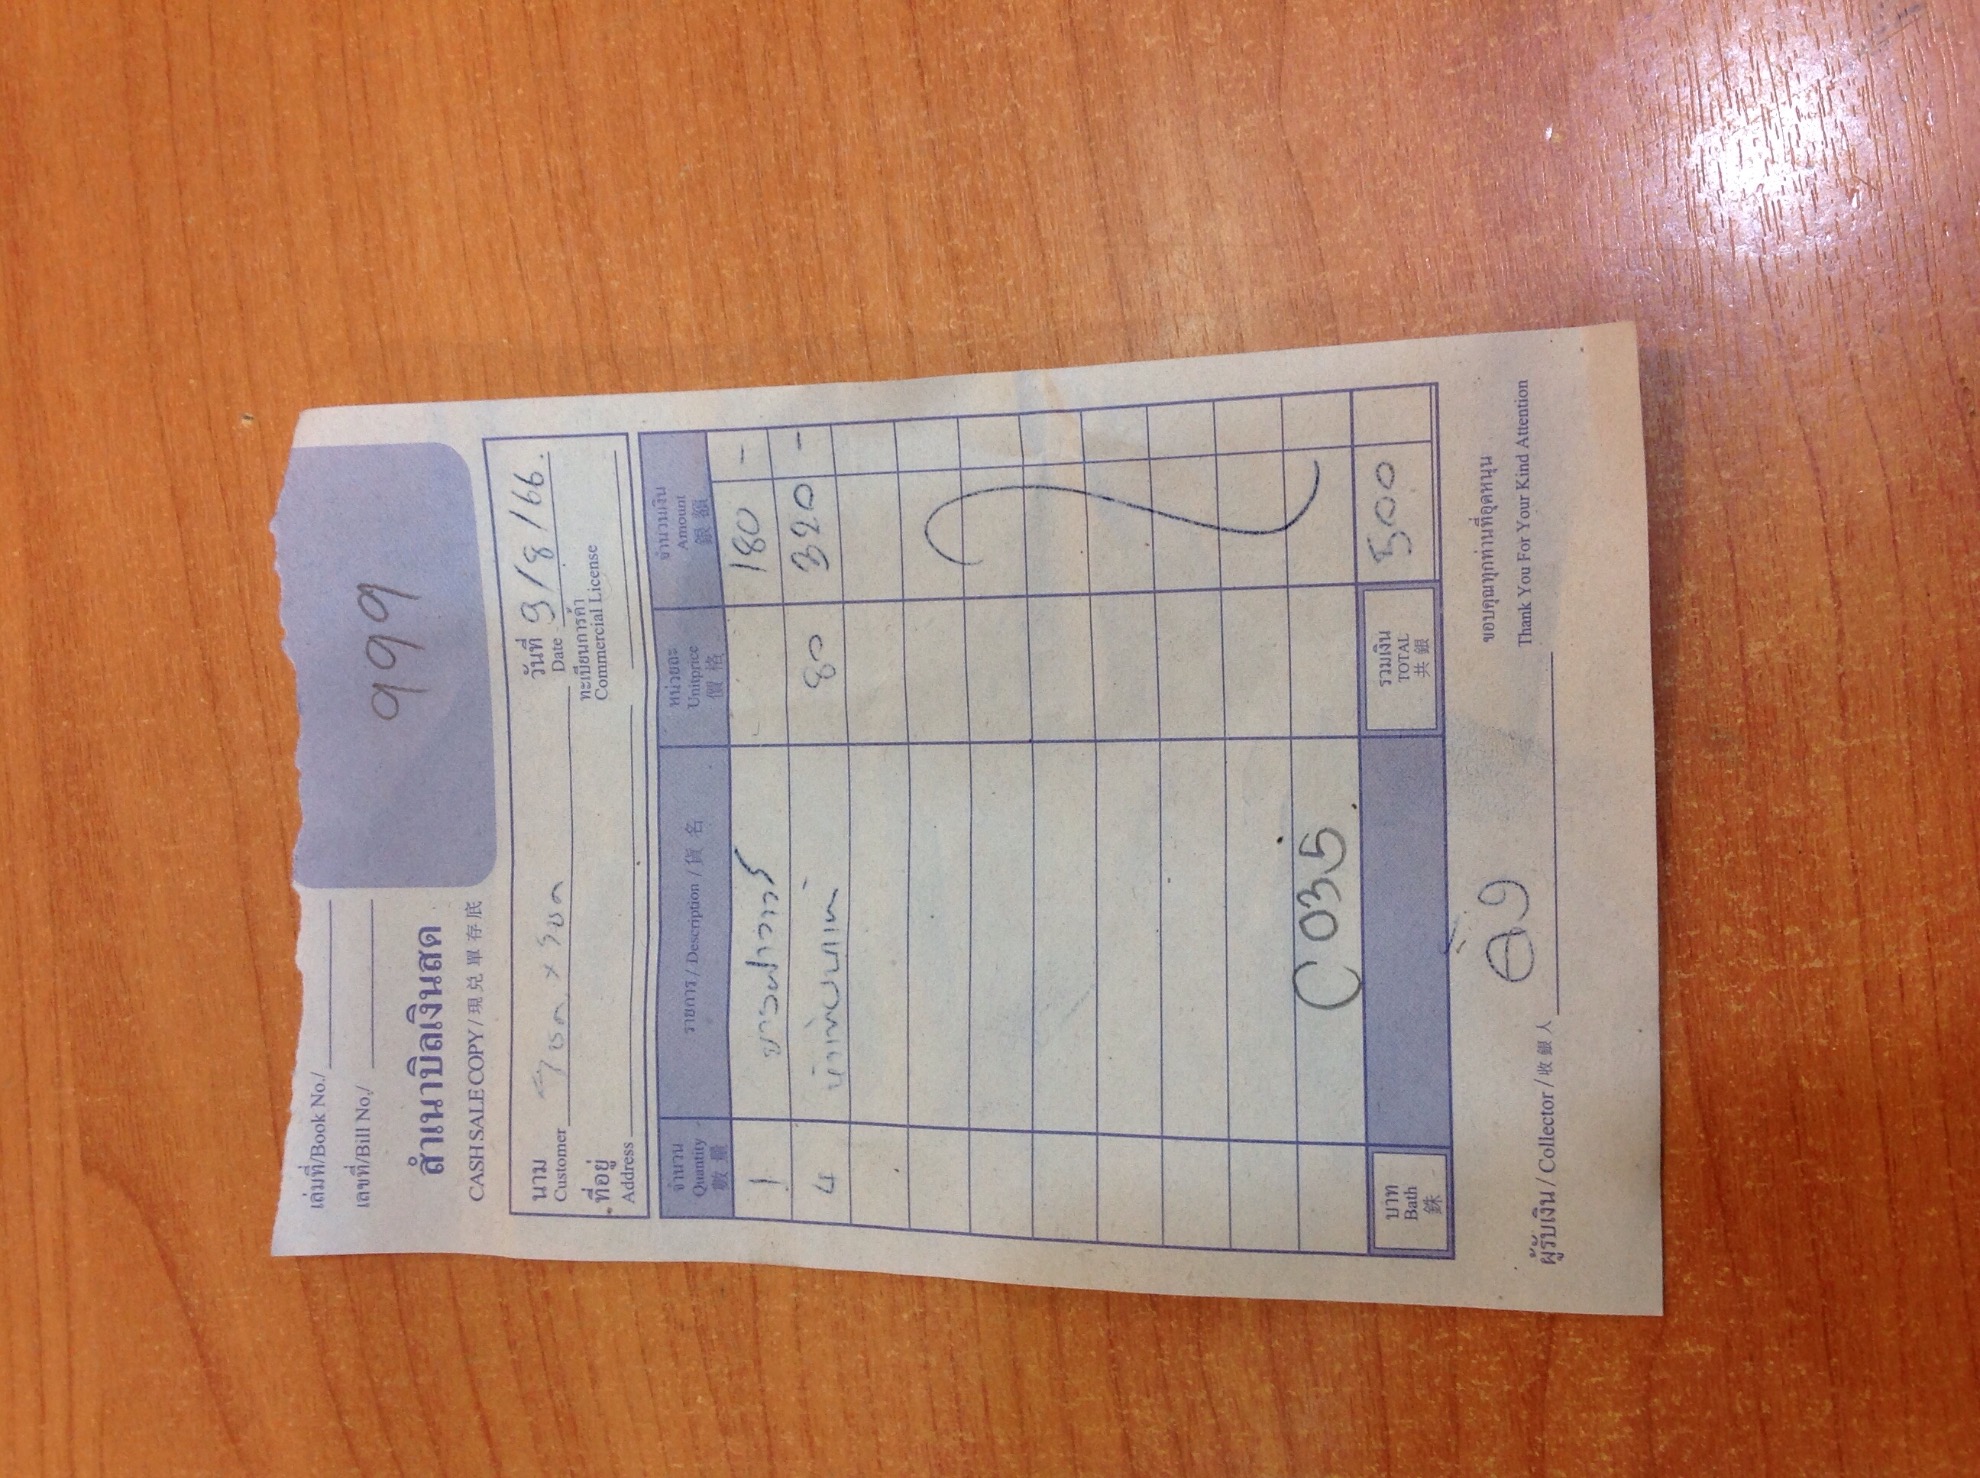 999
เล่มที่/Book No./
เลขที่/Bill No./
สำเนาบิลเงินสด
CASH SALE COPY / 現 兌 單 存 底
นาม
Customer
วันที่
Date 9/8/66.
ที่อยู่
Address
ทะเบียนการค้า
Commercial License
จำนวน รายการ / Description / 貨 名 หน่วยละ จำนวนเงิน
Quantity Unitprice Amount
數 量 價 格 銀 額
1 180 -
4 80 320 -
C035
บาท รวมเงิน 500
Bath TOTAL
銖 共 銀
ขอบคุณทุกท่านที่อุดหนุน
Thank You For Your Kind Attention
ผู้รับเงิน / Collector / 收 銀 人